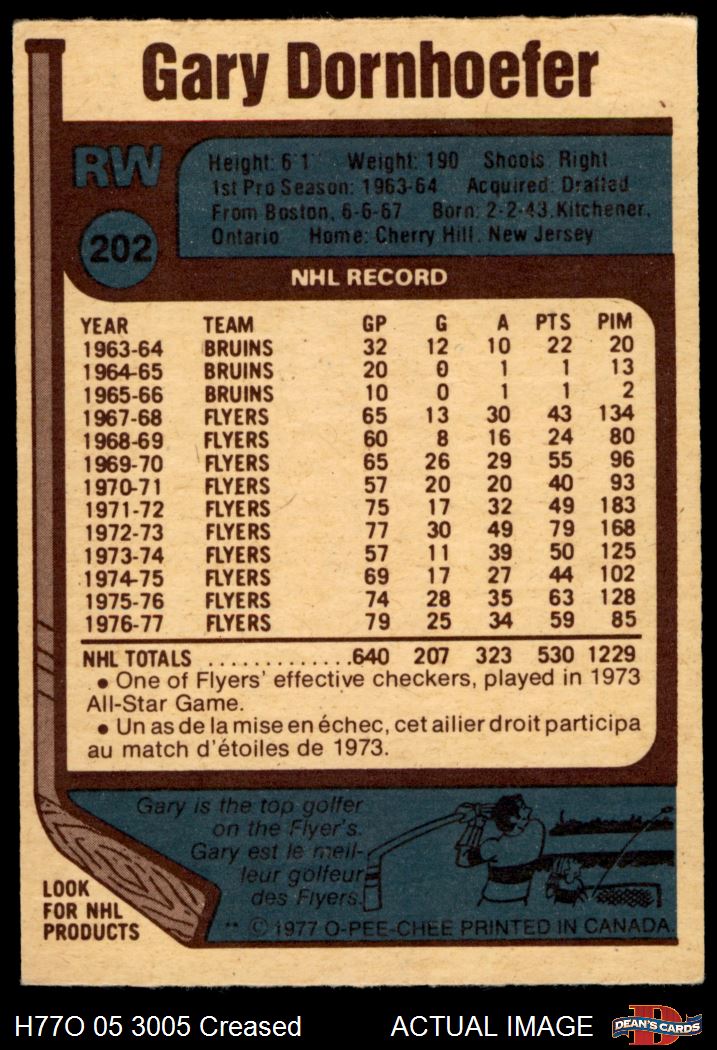 Gary Dornhoefer
RW
202
Height: 6'1 Weight: 190 Shoots: Right
1st Pro Season: 1963-64 Acquired: Drafted
From Boston, 6-6-67 Born: 2-2-43, Kitchener,
Ontario Home: Cherry Hill, New Jersey
NHL RECORD
YEAR TEAM GP G A PTS PIM
1963-64 BRUINS 32 12 10 22 20
1964-65 BRUINS 20 0 1 1 13
1965-66 BRUINS 10 0 1 1 2
1967-68 FLYERS 65 13 30 43 134
1968-69 FLYERS 60 8 16 24 80
1969-70 FLYERS 65 26 29 55 96
1970-71 FLYERS 57 20 20 40 93
1971-72 FLYERS 75 17 32 49 183
1972-73 FLYERS 77 30 49 79 168
1973-74 FLYERS 57 11 39 50 125
1974-75 FLYERS 69 17 27 44 102
1975-76 FLYERS 74 28 35 63 128
1976-77 FLYERS 79 25 34 59 85
NHL TOTALS .............640 207 323 530 1229
● One of Flyers' effective checkers, played in 1973
All-Star Game.
● Un as de la mise en échec, cet ailier droit participa
au match d'étoiles de 1973.
Gary is the top golfer
on the Flyer's.
Gary est le meil-
leur golfeur
des Flyers.
LOOK
FOR NHL
PRODUCTS
** © 1977 O-PEE-CHEE PRINTED IN CANADA.
H77O 05 3005 Creased ACTUAL IMAGE
DEAN'S CARDS